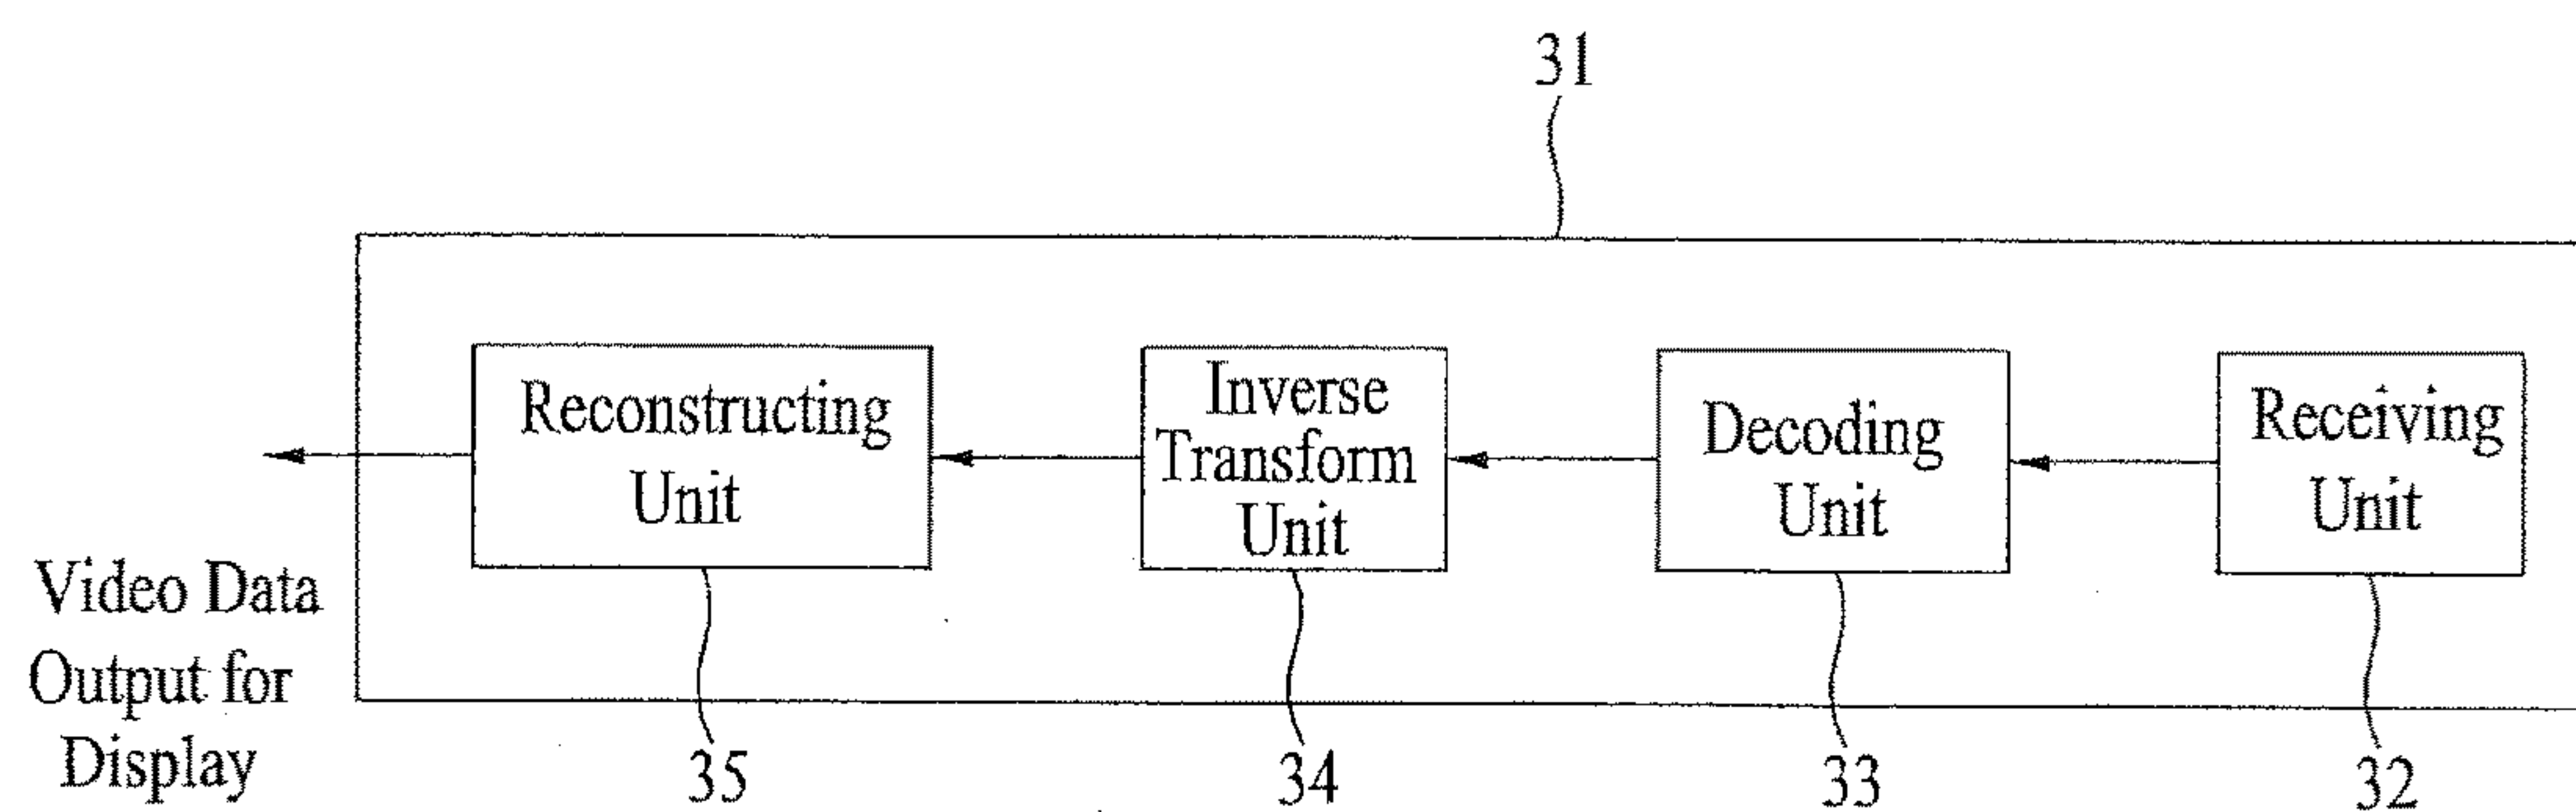 31
Reconstructing
Unit
Inverse
Transform
Unit
Decoding
Unit
Receiving
Unit
Video Data
Output for
Display
35
34
33
32